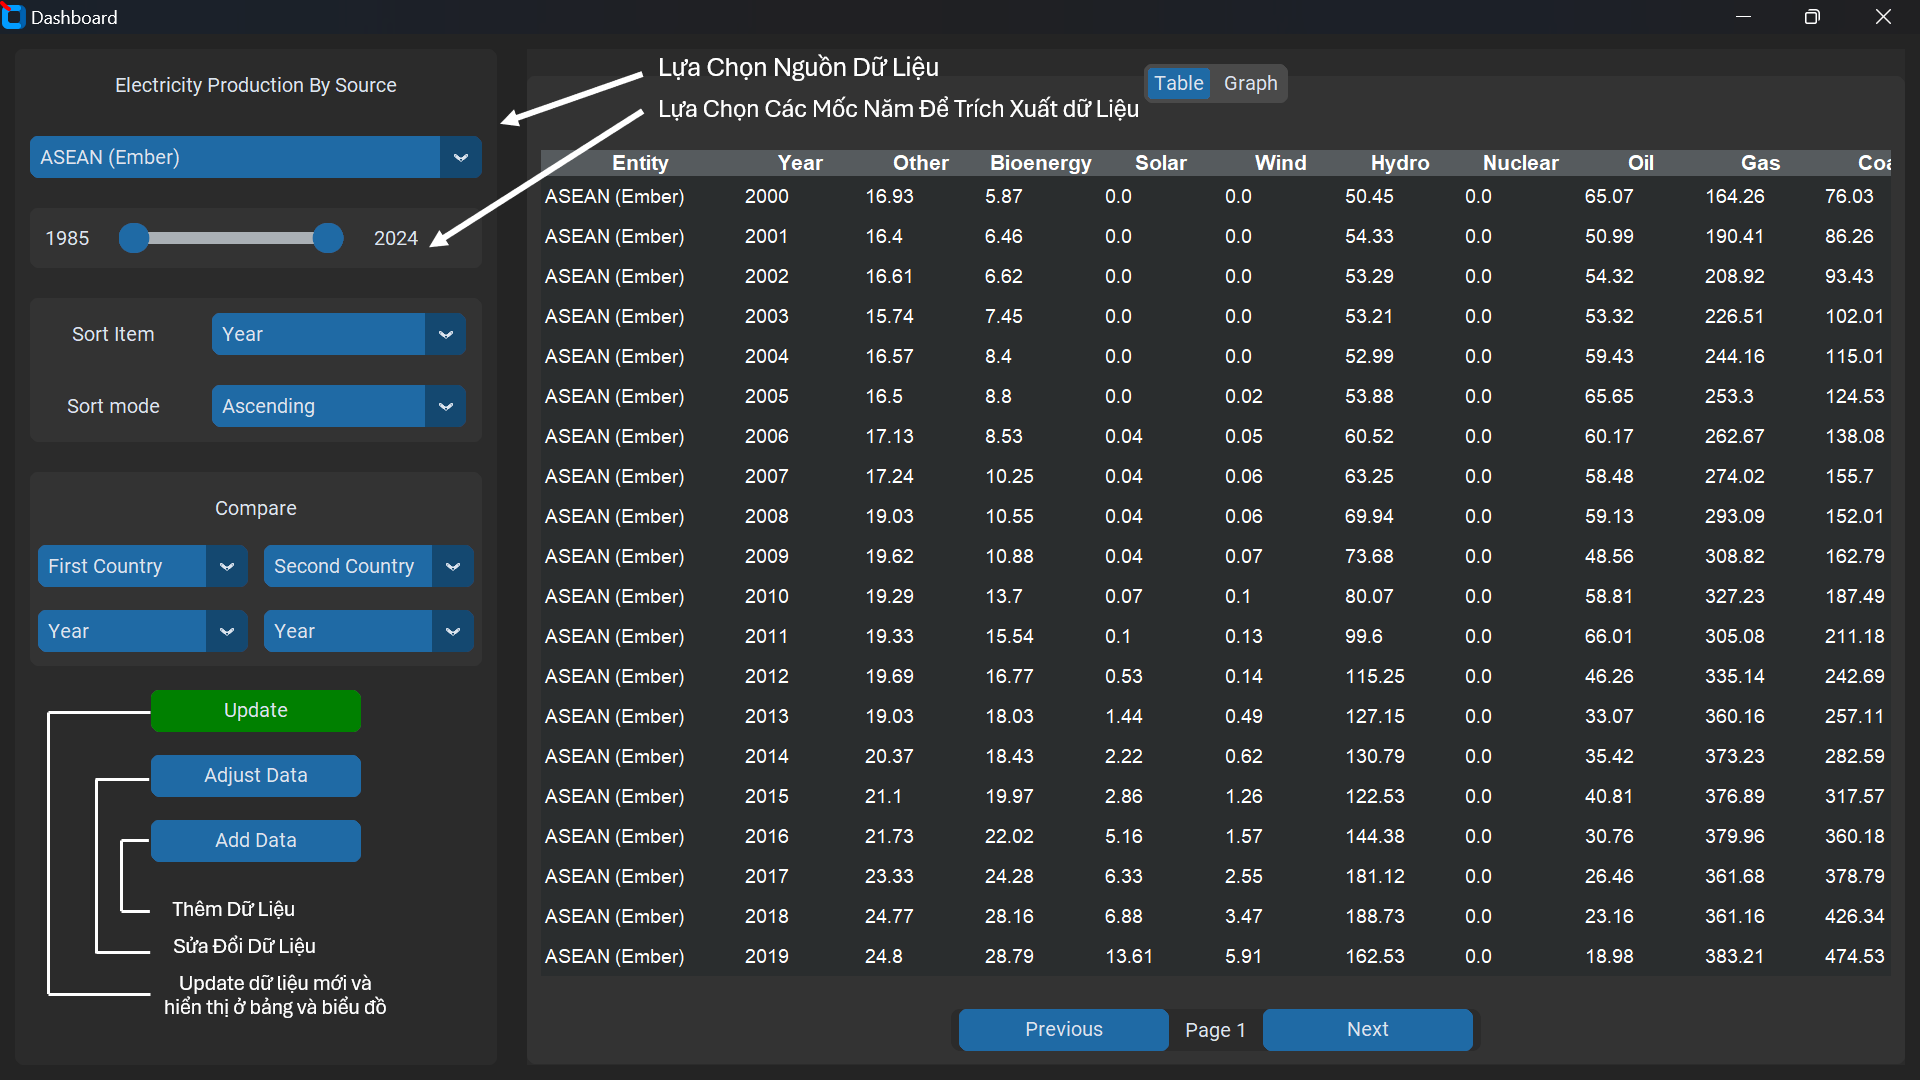 Dashboard
Electricity Production By Source
ASEAN (Ember)
1985 2024
Sort Item Year
Sort mode Ascending
Compare
First Country Second Country
Year Year
Update
Adjust Data
Add Data
Thêm Dữ Liệu
Sửa Đổi Dữ Liệu
Update dữ liệu mới và
hiển thị ở bảng và biểu đồ
Lựa Chọn Nguồn Dữ Liệu
Lựa Chọn Các Mốc Năm Để Trích Xuất dữ Liệu
Table Graph
Entity Year Other Bioenergy Solar Wind Hydro Nuclear Oil Gas
ASEAN (Ember) 2000 16.93 5.87 0.0 0.0 50.45 0.0 65.07 164.26 76.03
ASEAN (Ember) 2001 16.4 6.46 0.0 0.0 54.33 0.0 50.99 190.41 86.26
ASEAN (Ember) 2002 16.61 6.62 0.0 0.0 53.29 0.0 54.32 208.92 93.43
ASEAN (Ember) 2003 15.74 7.45 0.0 0.0 53.21 0.0 53.32 226.51 102.01
ASEAN (Ember) 2004 16.57 8.4 0.0 0.0 52.99 0.0 59.43 244.16 115.01
ASEAN (Ember) 2005 16.5 8.8 0.0 0.02 53.88 0.0 65.65 253.3 124.53
ASEAN (Ember) 2006 17.13 8.53 0.04 0.05 60.52 0.0 60.17 262.67 138.08
ASEAN (Ember) 2007 17.24 10.25 0.04 0.06 63.25 0.0 58.48 274.02 155.7
ASEAN (Ember) 2008 19.03 10.55 0.04 0.06 69.94 0.0 59.13 293.09 152.01
ASEAN (Ember) 2009 19.62 10.88 0.04 0.07 73.68 0.0 48.56 308.82 162.79
ASEAN (Ember) 2010 19.29 13.7 0.07 0.1 80.07 0.0 58.81 327.23 187.49
ASEAN (Ember) 2011 19.33 15.54 0.1 0.13 99.6 0.0 66.01 305.08 211.18
ASEAN (Ember) 2012 19.69 16.77 0.53 0.14 115.25 0.0 46.26 335.14 242.69
ASEAN (Ember) 2013 19.03 18.03 1.44 0.49 127.15 0.0 33.07 360.16 257.11
ASEAN (Ember) 2014 20.37 18.43 2.22 0.62 130.79 0.0 35.42 373.23 282.59
ASEAN (Ember) 2015 21.1 19.97 2.86 1.26 122.53 0.0 40.81 376.89 317.57
ASEAN (Ember) 2016 21.73 22.02 5.16 1.57 144.38 0.0 30.76 379.96 360.18
ASEAN (Ember) 2017 23.33 24.28 6.33 2.55 181.12 0.0 26.46 361.68 378.79
ASEAN (Ember) 2018 24.77 28.16 6.88 3.47 188.73 0.0 23.16 361.16 426.34
ASEAN (Ember) 2019 24.8 28.79 13.61 5.91 162.53 0.0 18.98 383.21 474.53
Previous Page 1 Next